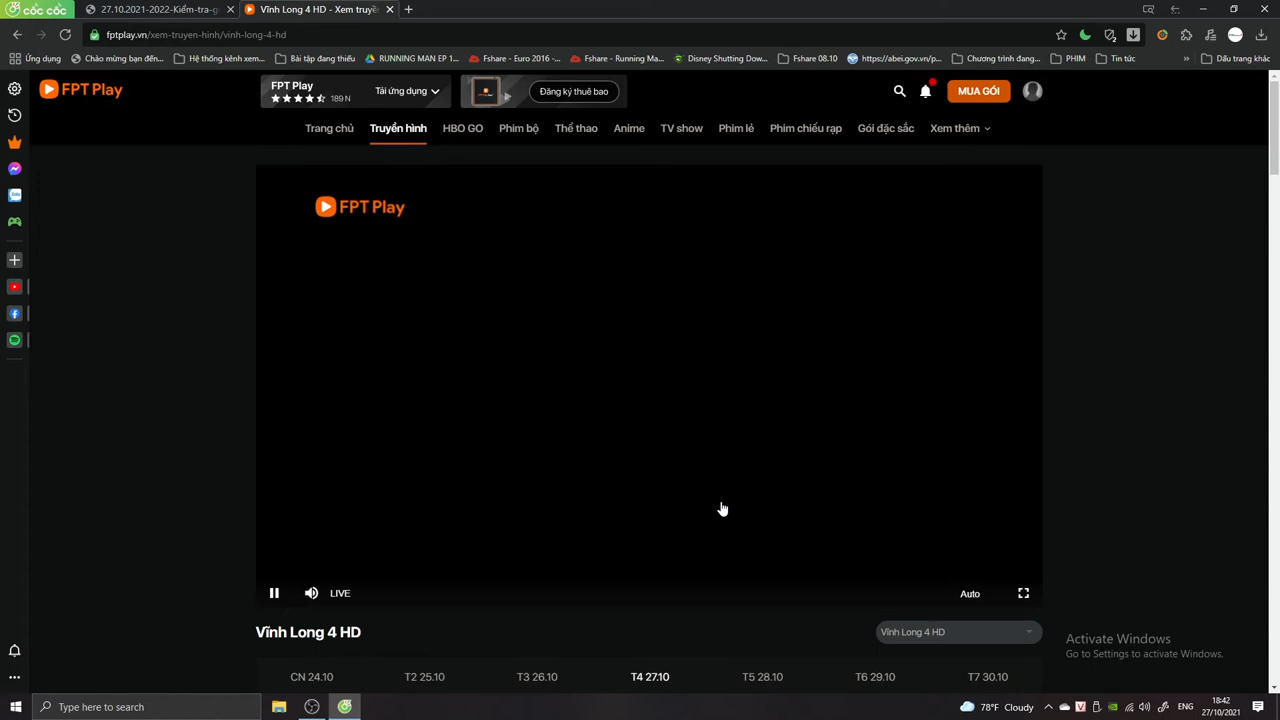 cốc cốc
27.10.2021-2022-Kiểm-tra-g
Vĩnh Long 4 HD - Xem truyề
fptplay.vn/xem-truyen-hinh/vinh-long-4-hd
Ứng dụng
Chào mừng bạn đến...
Hệ thống kênh xem...
Bài tập đang thiếu
RUNNING MAN EP 1...
Fshare - Euro 2016 -...
Fshare - Running Ma...
Disney Shutting Dow...
Fshare 08.10
https://abei.gov.vn/p...
Chương trình đang...
PHIM
Tin tức
»
Dấu trang khác
FPT Play
FPT Play
189 N
Tải ứng dụng
Đăng ký thuê bao
MUA GÓI
Trang chủ
Truyền hình
HBO GO
Phim bộ
Thể thao
Anime
TV show
Phim lẻ
Phim chiếu rạp
Gói đặc sắc
Xem thêm
FPT Play
LIVE
Auto
Vĩnh Long 4 HD
Vĩnh Long 4 HD
Activate Windows
Go to Settings to activate Windows.
CN 24.10
T2 25.10
T3 26.10
T4 27.10
T5 28.10
T6 29.10
T7 30.10
Type here to search
78°F Cloudy
18:42
27/10/2021